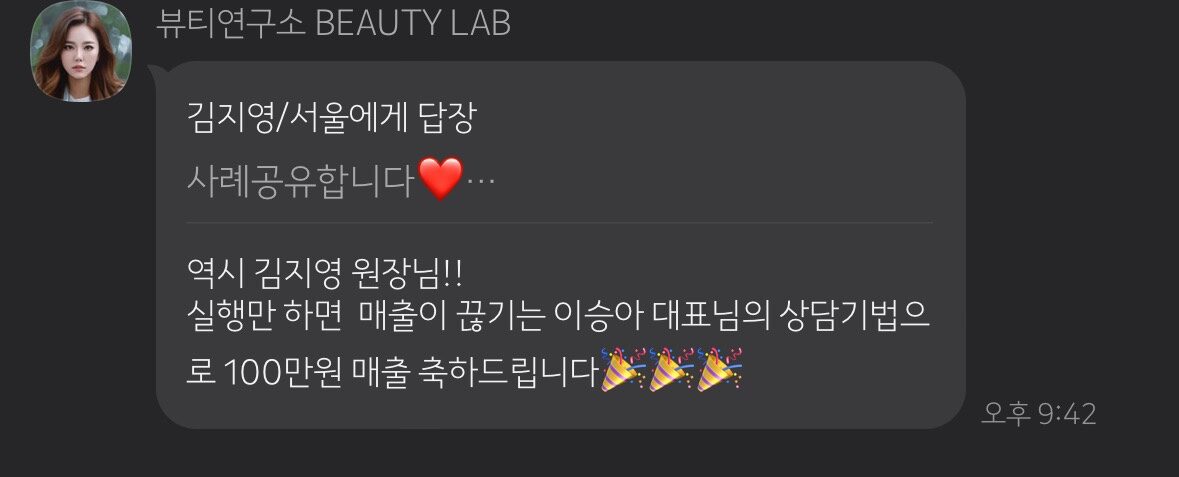 뷰티연구소 BEAUTY LAB
김지영/서울에게 답장
사례공유합니다❤️…
역시 김지영 원장님!!
실행만 하면  매출이 끊기는 이승아 대표님의 상담기법으
로 100만원 매출 축하드립니다🎉🎉🎉
오후 9:42